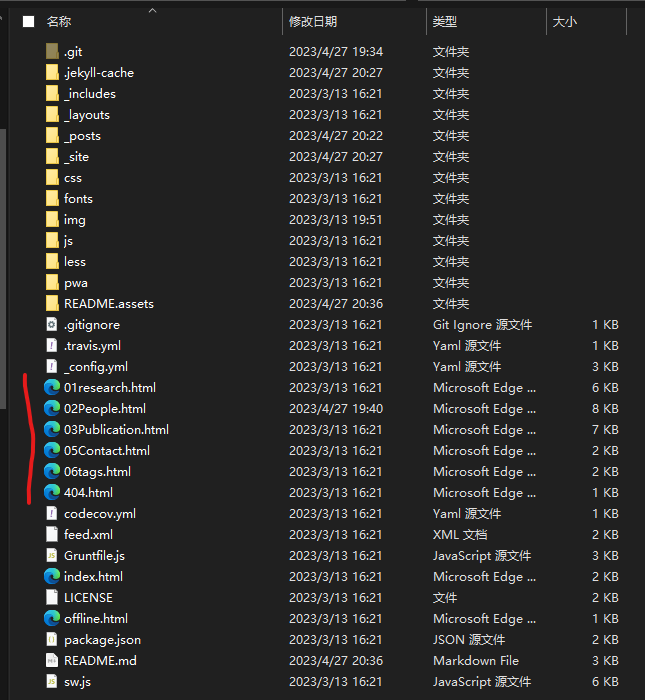 名称 修改日期 类型 大小
.git 2023/4/27 19:34 文件夹
.jekyll-cache 2023/4/27 20:27 文件夹
_includes 2023/3/13 16:21 文件夹
_layouts 2023/3/13 16:21 文件夹
_posts 2023/4/27 20:22 文件夹
_site 2023/4/27 20:27 文件夹
css 2023/3/13 16:21 文件夹
fonts 2023/3/13 16:21 文件夹
img 2023/3/13 19:51 文件夹
js 2023/3/13 16:21 文件夹
less 2023/3/13 16:21 文件夹
pwa 2023/3/13 16:21 文件夹
README.assets 2023/4/27 20:36 文件夹
.gitignore 2023/3/13 16:21 Git Ignore 源文件 1 KB
.travis.yml 2023/3/13 16:21 Yaml 源文件 1 KB
_config.yml 2023/3/13 16:21 Yaml 源文件 3 KB
01research.html 2023/3/13 16:21 Microsoft Edge ... 6 KB
02People.html 2023/4/27 19:40 Microsoft Edge ... 8 KB
03Publication.html 2023/3/13 16:21 Microsoft Edge ... 7 KB
05Contact.html 2023/3/13 16:21 Microsoft Edge ... 2 KB
06tags.html 2023/3/13 16:21 Microsoft Edge ... 2 KB
404.html 2023/3/13 16:21 Microsoft Edge ... 1 KB
codecov.yml 2023/3/13 16:21 Yaml 源文件 1 KB
feed.xml 2023/3/13 16:21 XML 文档 2 KB
Gruntfile.js 2023/3/13 16:21 JavaScript 源文件 3 KB
index.html 2023/3/13 16:21 Microsoft Edge ... 2 KB
LICENSE 2023/3/13 16:21 文件 2 KB
offline.html 2023/3/13 16:21 Microsoft Edge ... 1 KB
package.json 2023/3/13 16:21 JSON 源文件 2 KB
README.md 2023/4/27 20:36 Markdown File 2 KB
sw.js 2023/3/13 16:21 JavaScript 源文件 6 KB